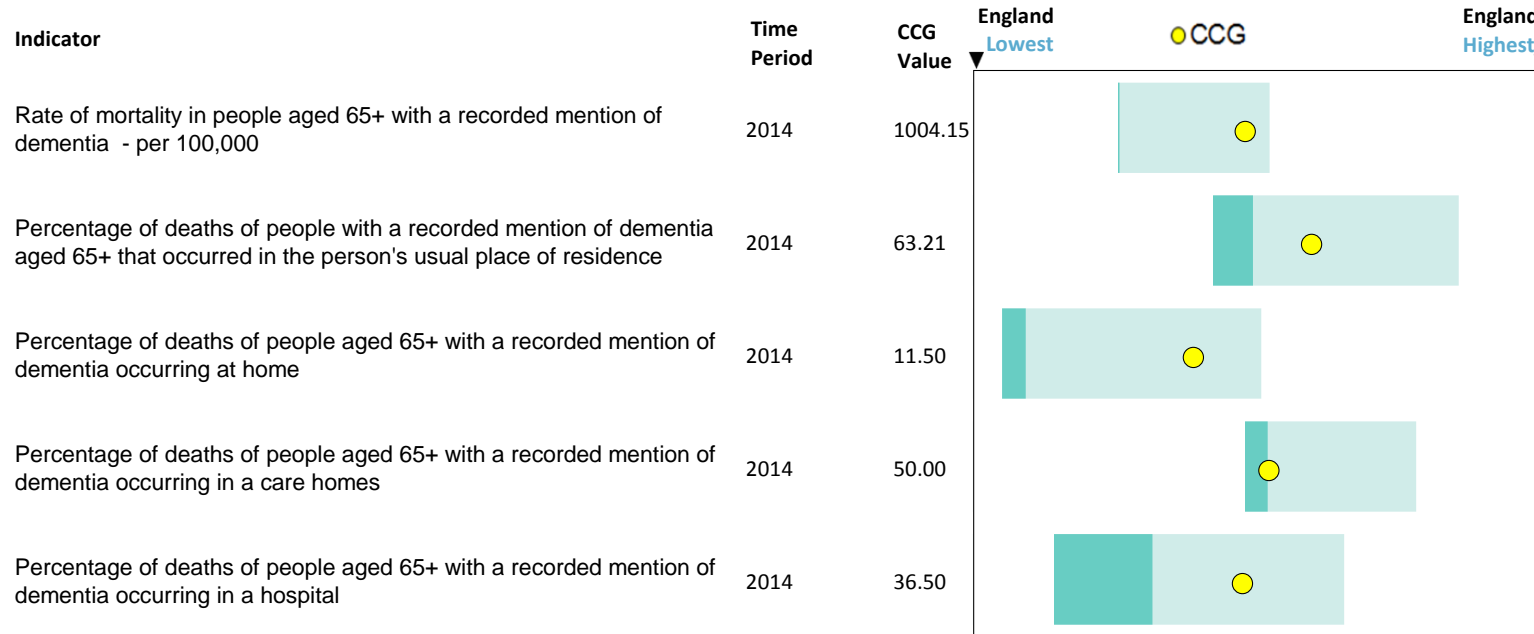 Indicator
Time Period
CCG Value
England Lowest
CCG
England Highest
Rate of mortality in people aged 65+ with a recorded mention of
dementia - per 100,000
2014
1004.15
Percentage of deaths of people with a recorded mention of dementia
aged 65+ that occurred in the person's usual place of residence
2014
63.21
Percentage of deaths of people aged 65+ with a recorded mention of
dementia occurring at home
2014
11.50
Percentage of deaths of people aged 65+ with a recorded mention of
dementia occurring in a care homes
2014
50.00
Percentage of deaths of people aged 65+ with a recorded mention of
dementia occurring in a hospital
2014
36.50